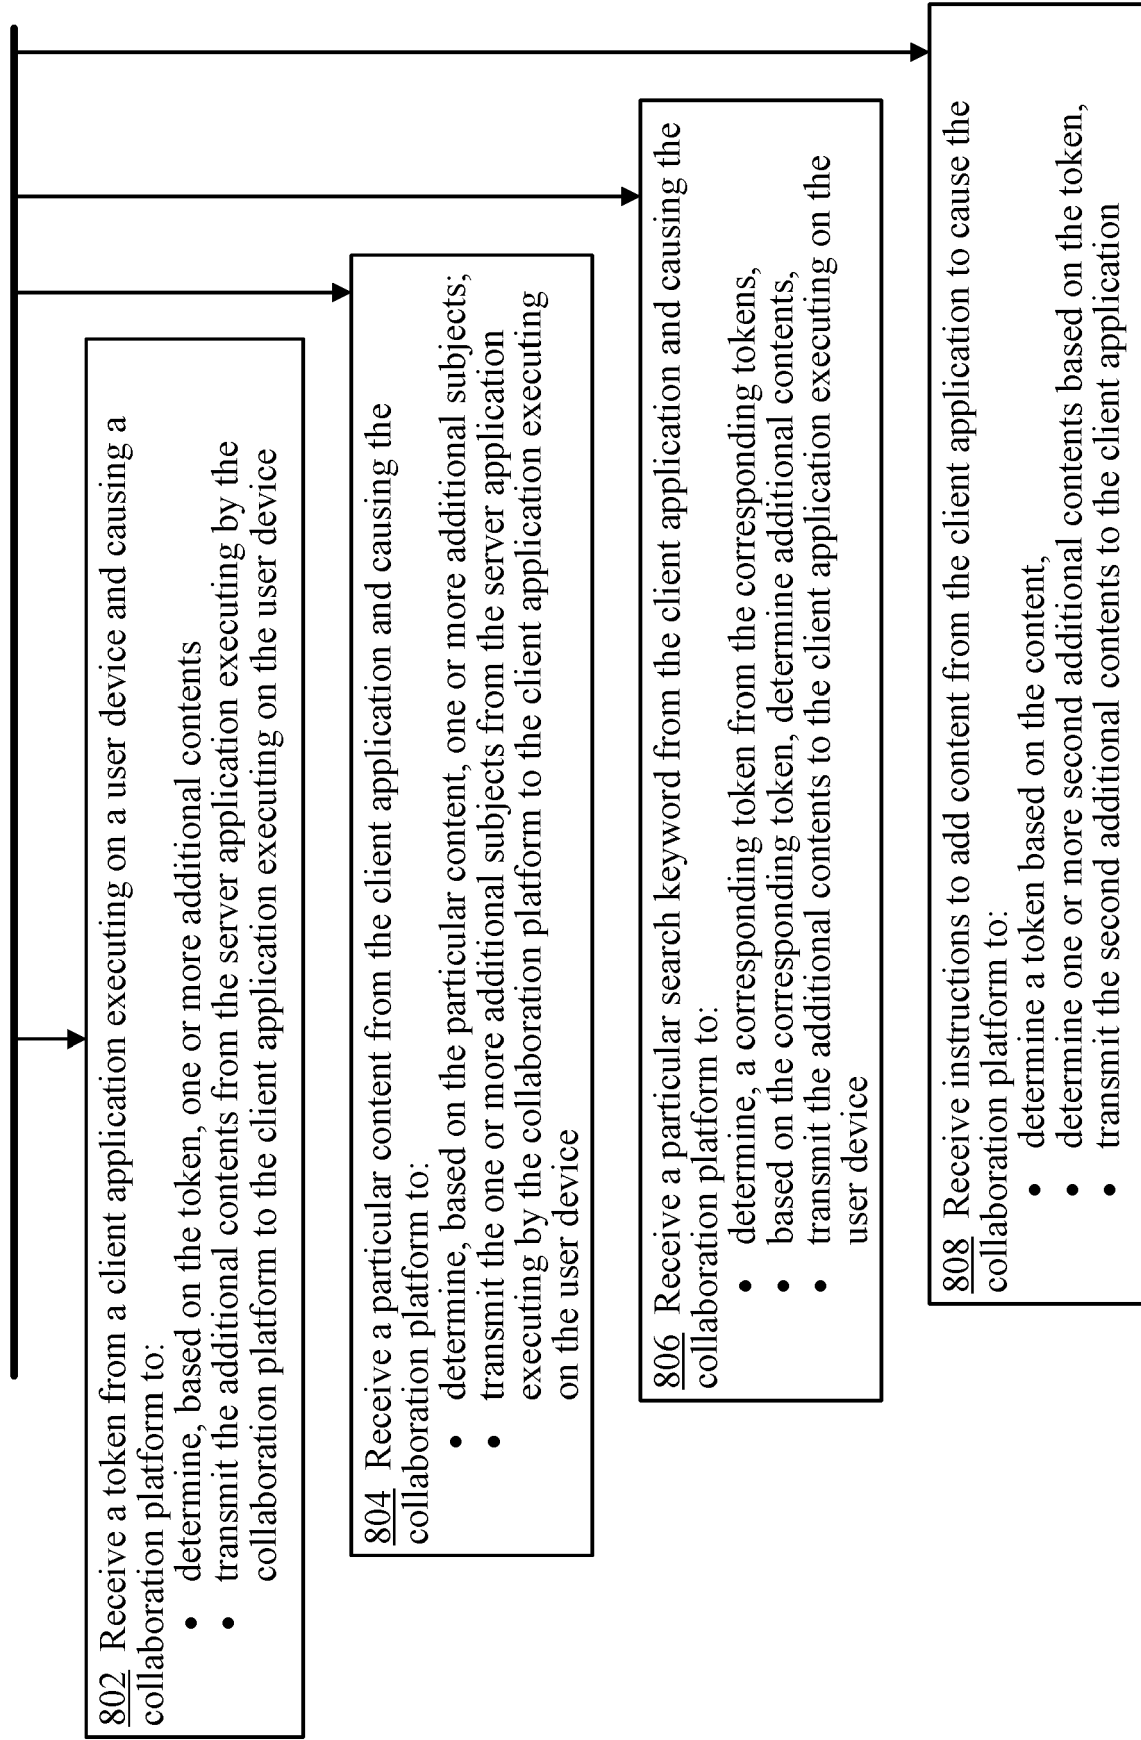 802 Receive a token from a client application executing on a user device and causing a
collaboration platform to:
• determine, based on the token, one or more additional contents
• transmit the additional contents from the server application executing by the
collaboration platform to the client application executing on the user device
804 Receive a particular content from the client application and causing the
collaboration platform to:
• determine, based on the particular content, one or more additional subjects;
• transmit the one or more additional subjects from the server application
executing by the collaboration platform to the client application executing
on the user device
806 Receive a particular search keyword from the client application and causing the
collaboration platform to:
• determine, a corresponding token from the corresponding tokens,
• based on the corresponding token, determine additional contents,
• transmit the additional contents to the client application executing on the
user device
808 Receive instructions to add content from the client application to cause the
collaboration platform to:
• determine a token based on the content,
• determine one or more second additional contents based on the token,
• transmit the second additional contents to the client application